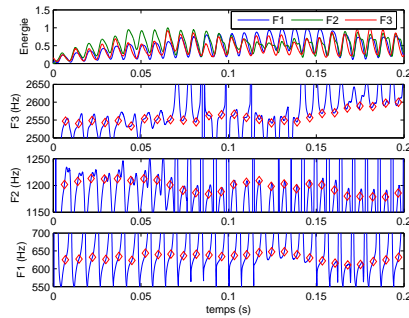 1.5
1
0.5
0
Energie
F1 F2 F3
0 0.05 0.1 0.15 0.2
2650
2600
2550
2500
F3 (Hz)
0 0.05 0.1 0.15 0.2
1250
1200
1150
F2 (Hz)
0 0.05 0.1 0.15 0.2
700
650
600
550
F1 (Hz)
0 0.05 0.1 0.15 0.2
temps (s)